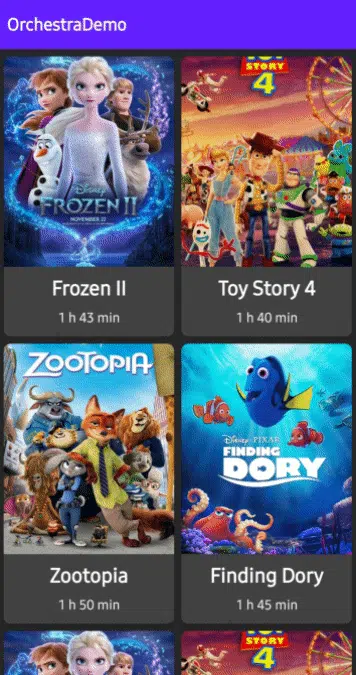 OrchestraDemo
Disney
FROZEN II
NOVEMBER 22
STORY
4
Frozen II
1 h 43 min
Toy Story 4
1 h 40 min
ZOOTOPIA
Disney PIXAR
FINDING
DORY
Zootopia
1 h 50 min
Finding Dory
1 h 45 min
STORY
4